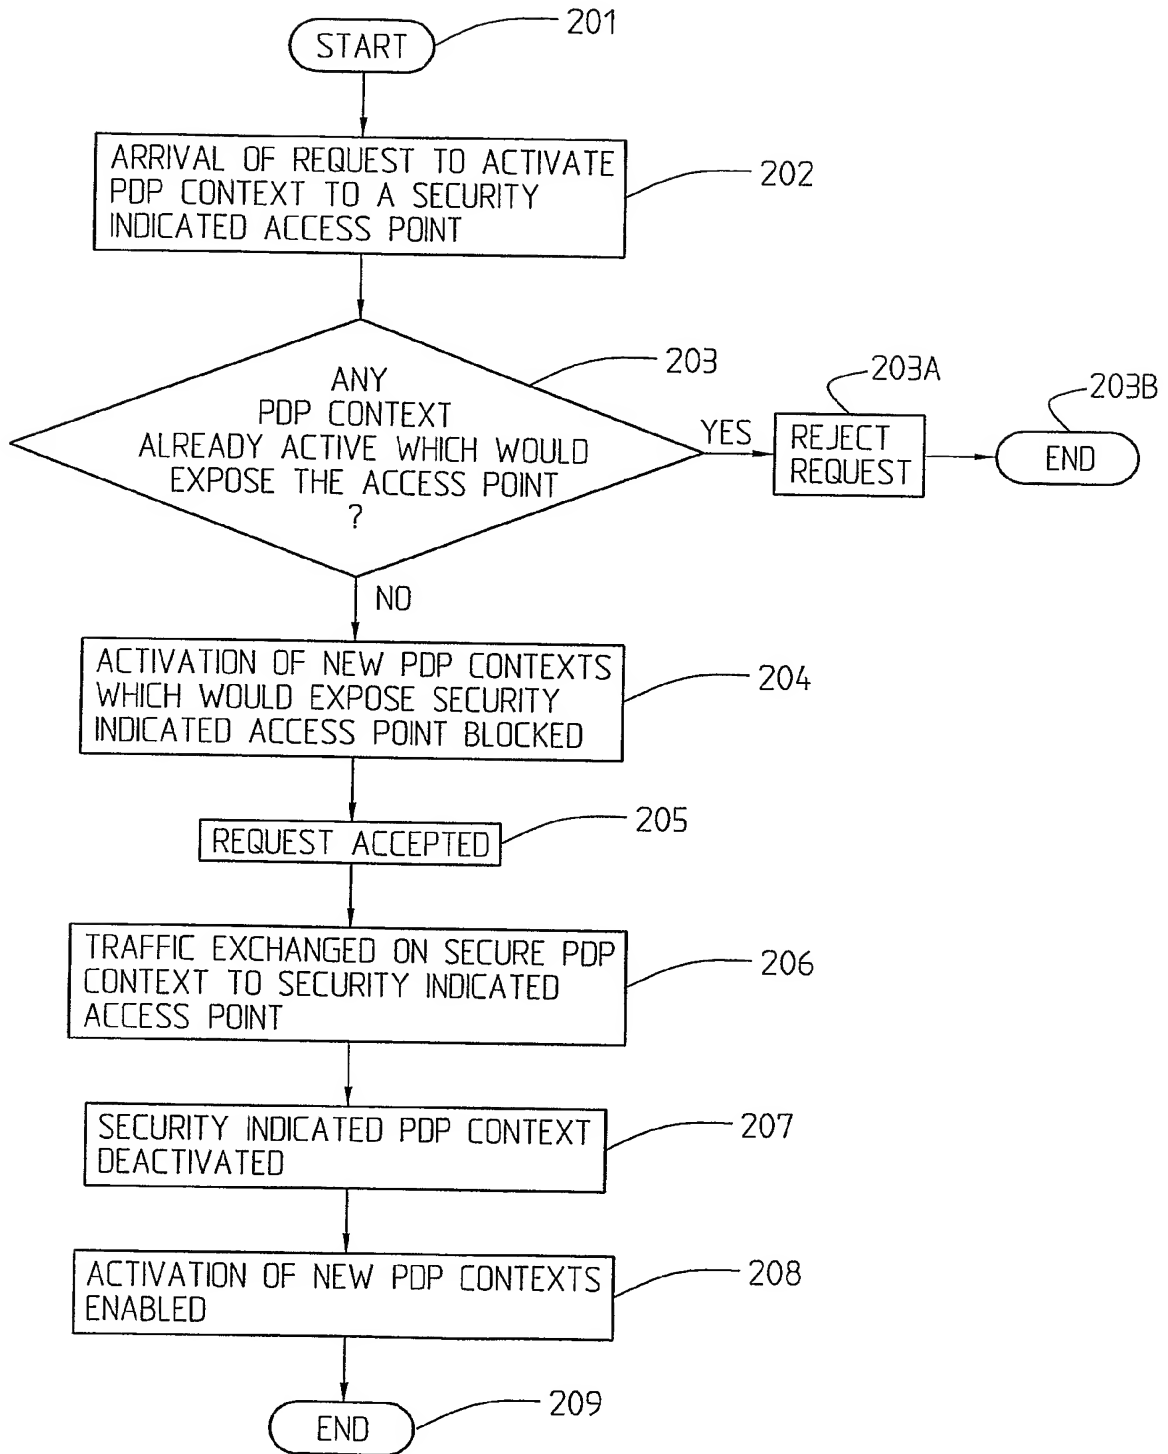 START
201
ARRIVAL OF REQUEST TO ACTIVATE
PDP CONTEXT TO A SECURITY
INDICATED ACCESS POINT
202
ANY
PDP CONTEXT
ALREADY ACTIVE WHICH WOULD
EXPOSE THE ACCESS POINT
?
203
YES
203A
REJECT
REQUEST
203B
END
NO
ACTIVATION OF NEW PDP CONTEXTS
WHICH WOULD EXPOSE SECURITY
INDICATED ACCESS POINT BLOCKED
204
REQUEST ACCEPTED
205
TRAFFIC EXCHANGED ON SECURE PDP
CONTEXT TO SECURITY INDICATED
ACCESS POINT
206
SECURITY INDICATED PDP CONTEXT
DEACTIVATED
207
ACTIVATION OF NEW PDP CONTEXTS
ENABLED
208
END
209